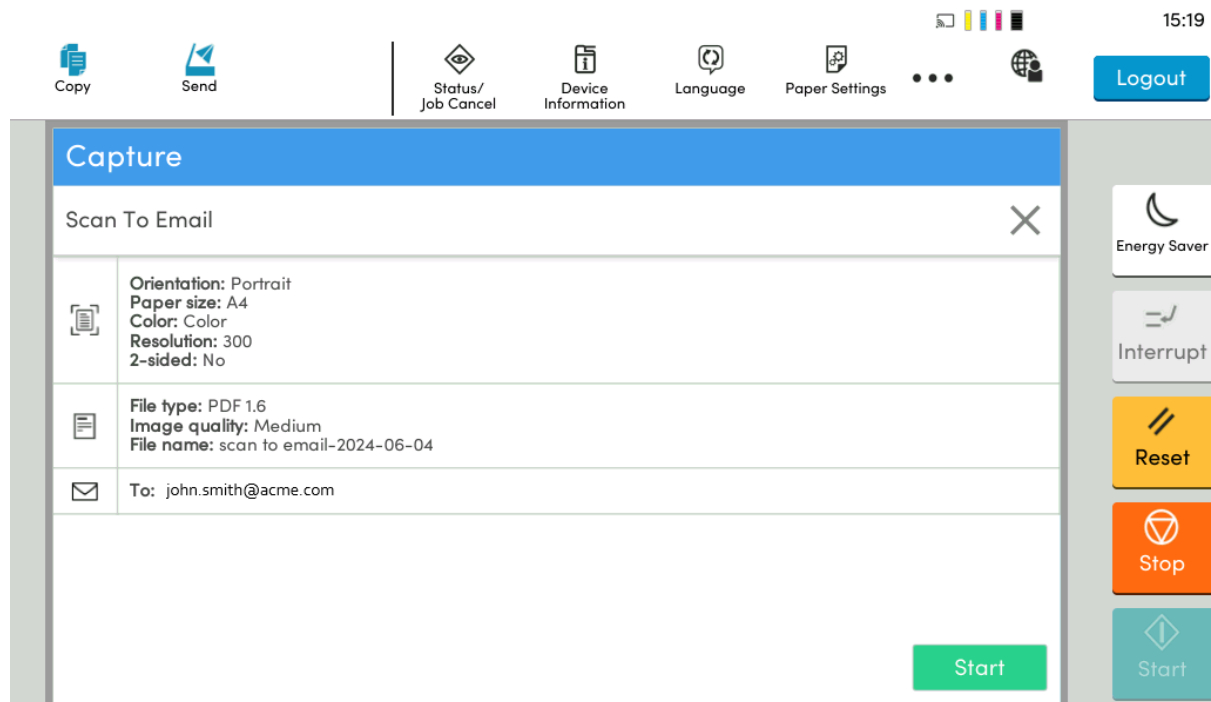 15:19
Copy
Send
Status/
Job Cancel
Device
Information
Language
Paper Settings
Logout
Capture
Scan To Email
Orientation: Portrait
Paper size: A4
Color: Color
Resolution: 300
2-sided: No
File type: PDF 1.6
Image quality: Medium
File name: scan to email-2024-06-04
To: john.smith@acme.com
Start
Energy Saver
Interrupt
Reset
Stop
Start